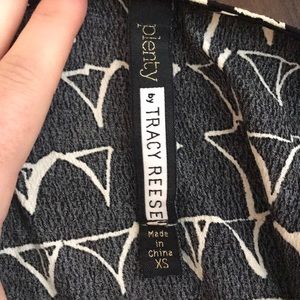 plenty
by TRACY REESE
Made in
China
XS